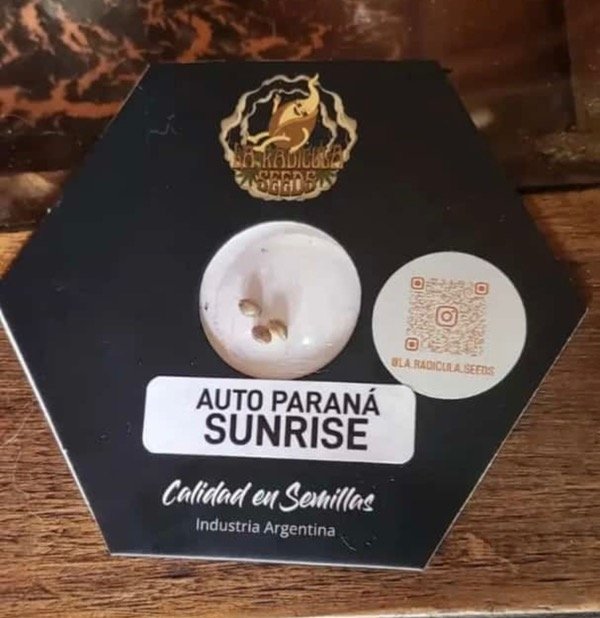 LA RADICULA
SEEDS
@LA.RADICULA.SEEDS
AUTO PARANÁ
SUNRISE
Calidad en Semillas
Industria Argentina